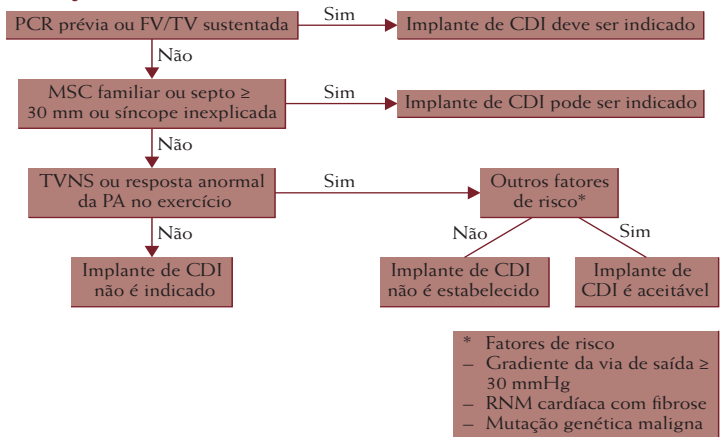 PCR prévia ou FV/TV sustentada
Sim
Implante de CDI deve ser indicado
Não
MSC familiar ou septo ≥
30 mm ou síncope inexplicada
Sim
Implante de CDI pode ser indicado
Não
TVNS ou resposta anormal
da PA no exercício
Sim
Outros fatores
de risco*
Não
Não
Sim
Implante de CDI
não é indicado
Implante de CDI
não é estabelecido
Implante de
CDI é aceitável
* Fatores de risco
– Gradiente da via de saída ≥
30 mmHg
– RNM cardíaca com fibrose
– Mutação genética maligna